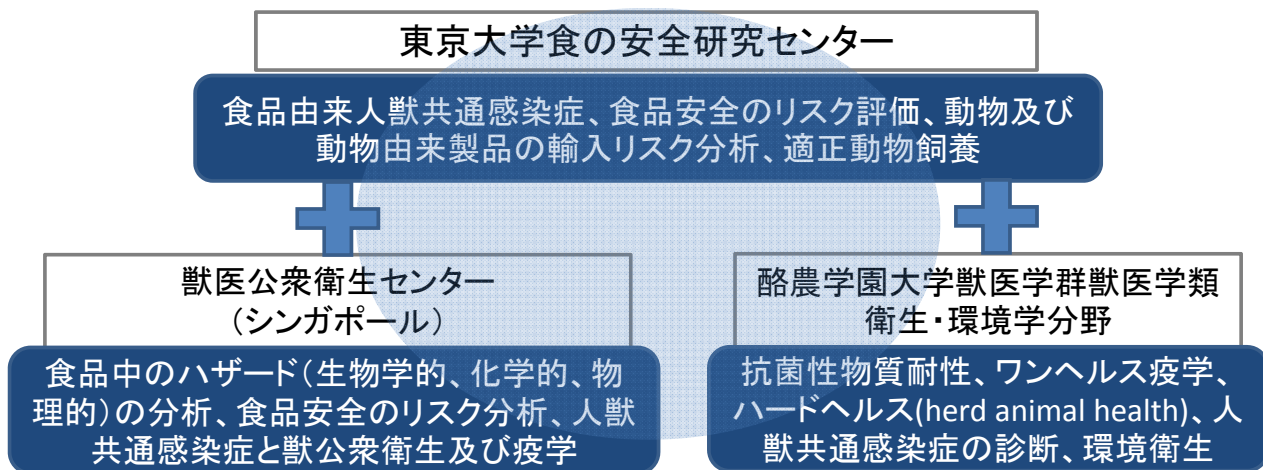 東京大学食の安全研究センター
食品由来人獣共通感染症、食品安全のリスク評価、動物及び
動物由来製品の輸入リスク分析、適正動物飼養
獣医公衆衛生センター
（シンガポール）
食品中のハザード（生物学的、化学的、物
理的）の分析、食品安全のリスク分析、人獣
共通感染症と獣公衆衛生及び疫学
酪農学園大学獣医学群獣医学類
衛生・環境学分野
抗菌性物質耐性、ワンヘルス疫学、
ハードヘルス(herd animal health)、人
獣共通感染症の診断、環境衛生